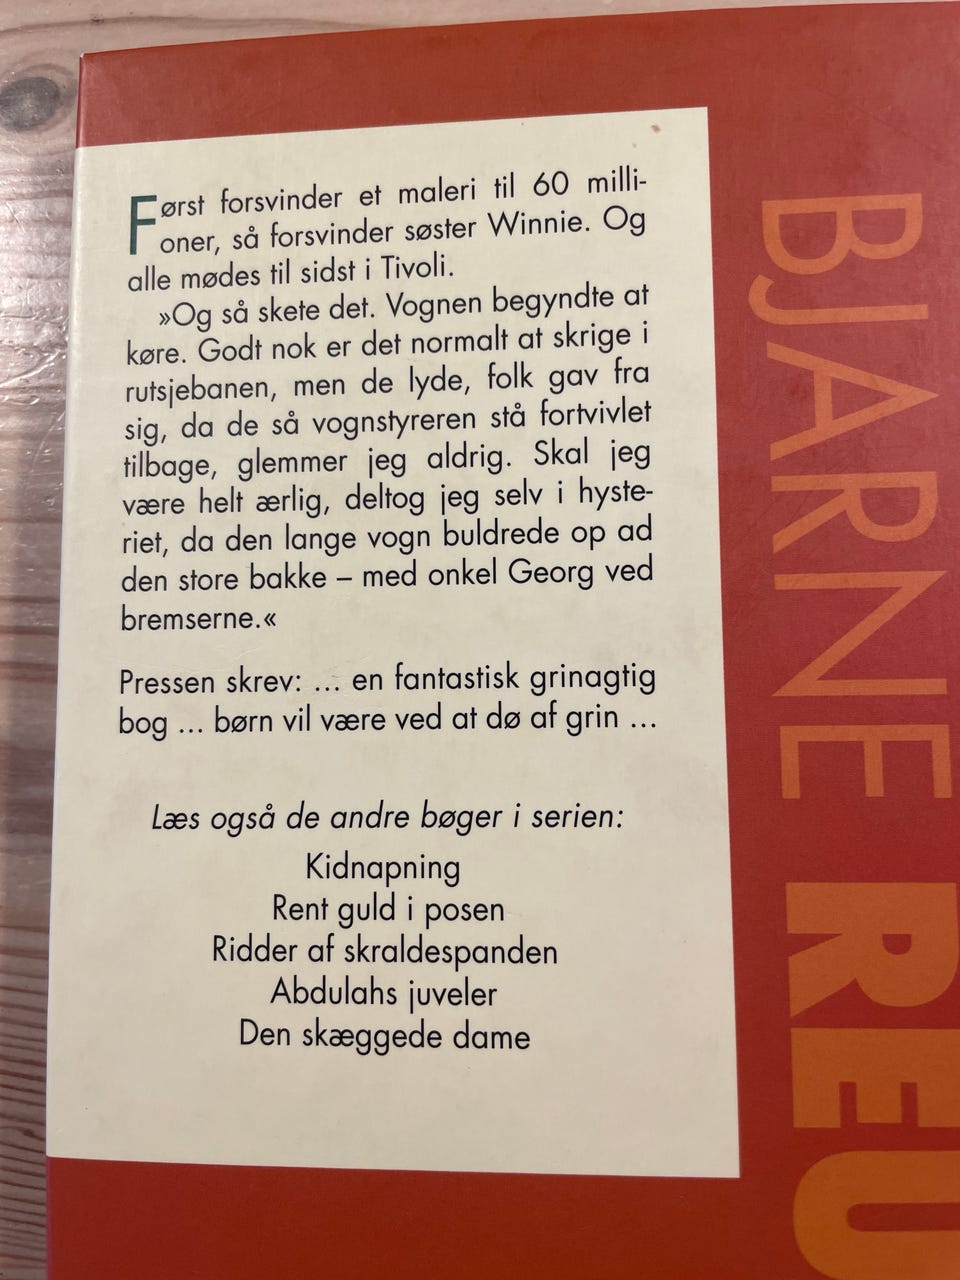 Først forsvinder et maleri til 60 milli-
oner, så forsvinder søster Winnie. Og
alle mødes til sidst i Tivoli.
»Og så skete det. Vognen begyndte at
køre. Godt nok er det normalt at skrige i
rutsjebanen, men de lyde, folk gav fra
sig, da de så vognstyreren stå fortvivlet
tilbage, glemmer jeg aldrig. Skal jeg
være helt ærlig, deltog jeg selv i hyste-
riet, da den lange vogn buldrede op ad
den store bakke – med onkel Georg ved
bremserne.«
Pressen skrev: ... en fantastisk grinagtig
bog ... børn vil være ved at dø af grin ...
Læs også de andre bøger i serien:
Kidnapning
Rent guld i posen
Ridder af skraldespanden
Abdulahs juveler
Den skæggede dame
BJARNE REU